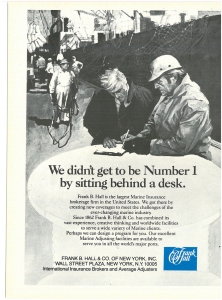 We didn't get to be Number 1
by sitting behind a desk.
Frank B. Hall is the largest Marine Insurance
brokerage firm in the United States. We got there by
creating new coverages to meet the challenges of the
ever-changing marine industry.
Since 1862 Frank B. Hall & Co. has combined its
vast experience, creative thinking and worldwide facilities
to serve a wide variety of Marine clients.
Perhaps we can design a program for you. Our excellent
Marine Adjusting facilities are available to
serve you in all the world's major ports.
Frank B
Hall
FRANK B. HALL & CO. OF NEW YORK, INC.
WALL STREET PLAZA, NEW YORK, N.Y. 10005
International Insurance Brokers and Average Adjusters